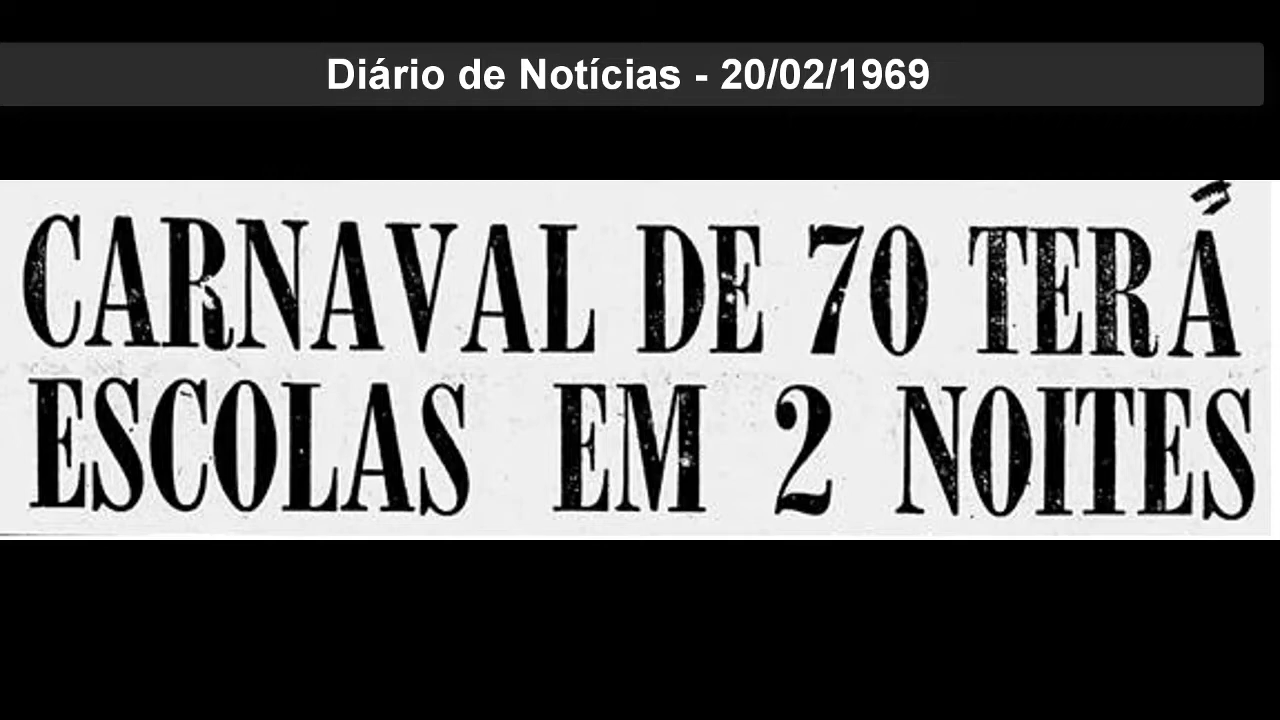 Diário de Notícias - 20/02/1969
CARNAVAL DE 70 TERÁ
ESCOLAS EM 2 NOITES